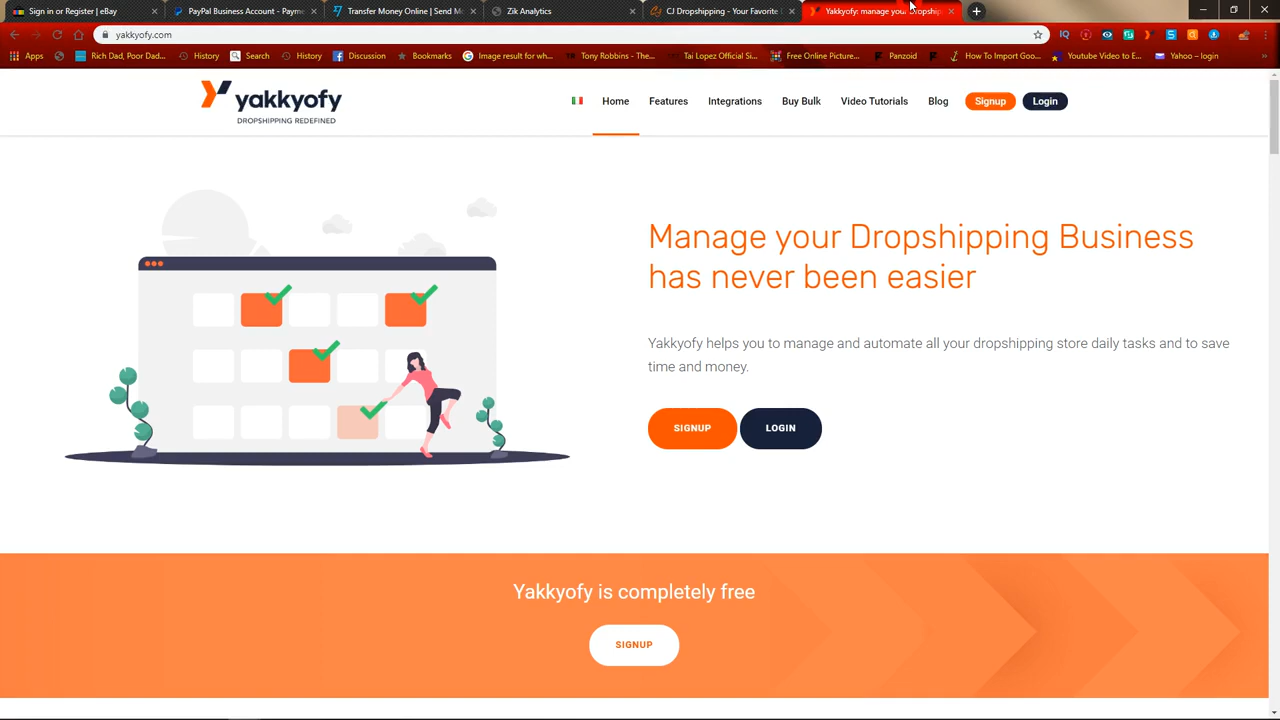 Sign in or Register | eBay
PayPal Business Account - Payme
Transfer Money Online | Send M
Zik Analytics
CJ Dropshipping - Your Favorite
Yakkyofy: manage your Dropship
yakkyofy.com
Apps
Rich Dad, Poor Dad...
History
Search
History
Discussion
Bookmarks
Image result for wh...
Tony Robbins - The...
Tai Lopez Official Si...
Free Online Picture...
Panzoid
How To Import Goo...
Youtube Video to E...
Yahoo – login
yakkyofy
DROPSHIPPING REDEFINED
Home
Features
Integrations
Buy Bulk
Video Tutorials
Blog
Signup
Login
Manage your Dropshipping Business
has never been easier
Yakkyofy helps you to manage and automate all your dropshipping store daily tasks and to save
time and money.
SIGNUP
LOGIN
Yakkyofy is completely free
SIGNUP